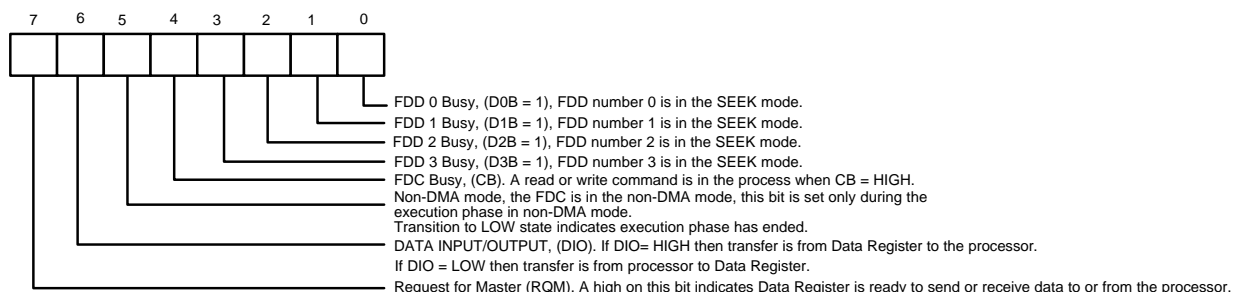 7 6 5 4 3 2 1 0
FDD 0 Busy, (D0B = 1), FDD number 0 is in the SEEK mode.
FDD 1 Busy, (D1B = 1), FDD number 1 is in the SEEK mode.
FDD 2 Busy, (D2B = 1), FDD number 2 is in the SEEK mode.
FDD 3 Busy, (D3B = 1), FDD number 3 is in the SEEK mode.
FDC Busy, (CB). A read or write command is in the process when CB = HIGH.
Non-DMA mode, the FDC is in the non-DMA mode, this bit is set only during the
execution phase in non-DMA mode.
Transition to LOW state indicates execution phase has ended.
DATA INPUT/OUTPUT, (DIO). If DIO= HIGH then transfer is from Data Register to the processor.
If DIO = LOW then transfer is from processor to Data Register.
Request for Master (RQM). A high on this bit indicates Data Register is ready to send or receive data to or from the processor.